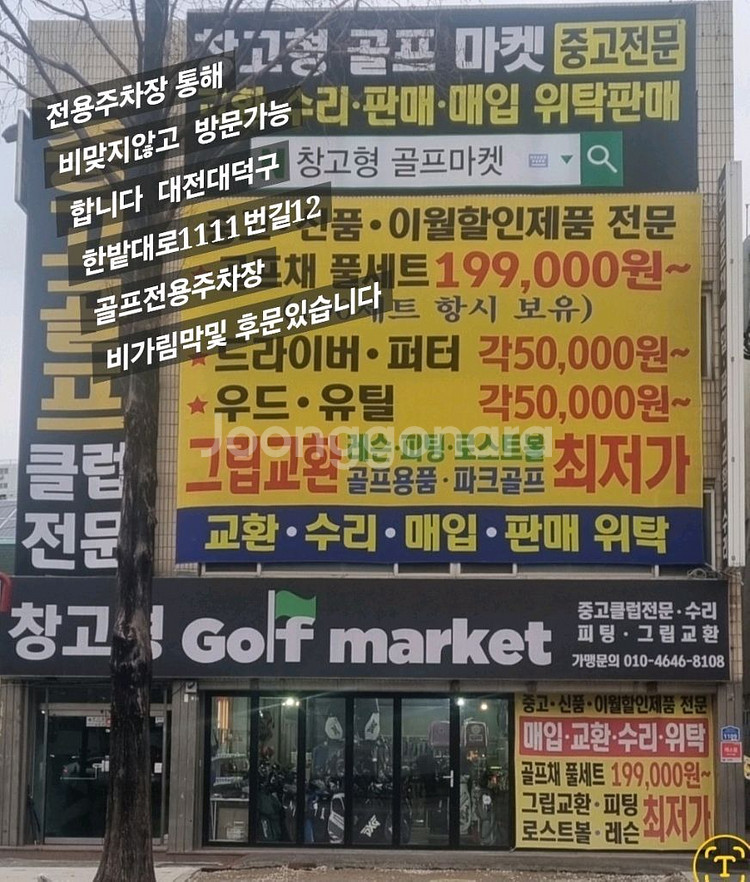 창고형 골프 마켓 중고전문
수리·판매·매입 위탁판매
창고형 골프마켓
전용주차장 통해
비맞지않고 방문가능
합니다 대전대덕구
한밭대로1111번길12
골프전용주차장
비가림막및 후문있습니다
신품·이월할인제품 전문
풀세트 199,000원~
항시 보유)
드라이버·퍼터 각50,000원~
우드·유틸 각50,000원~
그립교환 레슨·피팅·로스트볼 최저가
골프용품·파크골프
교환·수리·매입·판매 위탁
골프
클럽
전문
Joonggonara
창고형 Golf market
중고클럽전문·수리
피팅·그립교환
가맹문의 010-4646-8108
중고·신품·이월할인제품 전문
매입·교환·수리·위탁
골프채 풀세트 199,000원~
그립교환·피팅 최저가
로스트볼·레슨
PXG
T